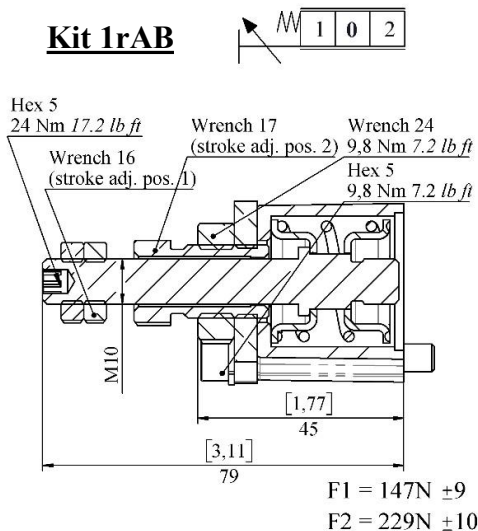 Kit 1rAB
1 0 2
Hex 5
24 Nm 17.2 lb ft
Wrench 16
(stroke adj. pos. 1)
Wrench 17
(stroke adj. pos. 2)
Wrench 24
9,8 Nm 7.2 lb ft
Hex 5
9,8 Nm 7.2 lb ft
M10
[1,77]
45
[3,11]
79
F1 = 147N ±9
F2 = 229N ±10